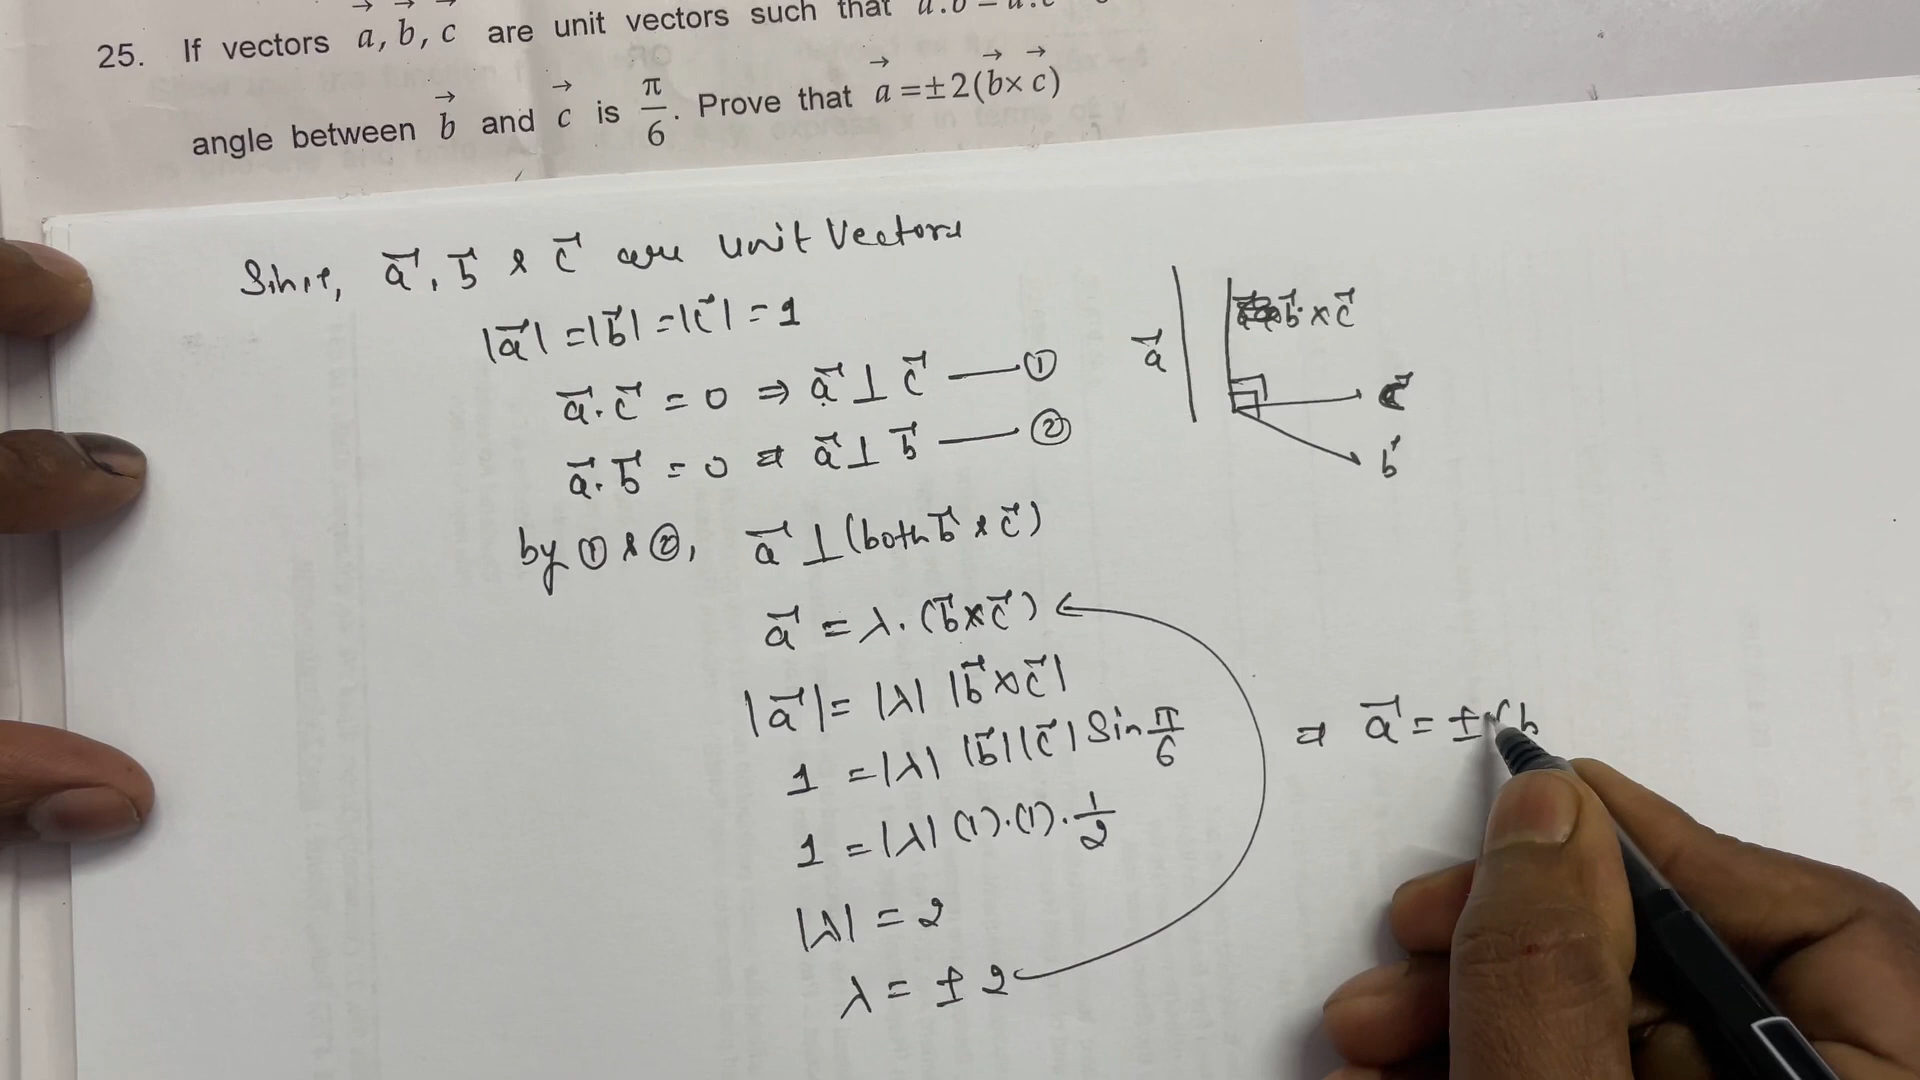 25. If vectors a⃗, b⃗, c⃗ are unit vectors such that
angle between b⃗ and c⃗ is π/6. Prove that a⃗ = ±2(b⃗× c⃗)
a⃗, b⃗ & c⃗ are unit Vectors
|a⃗| = |b⃗| = |c⃗| = 1
a⃗. c⃗ = 0 ⇒ a⃗ ⊥ c⃗ — ①
a⃗. b⃗ = 0 ⇒ a⃗ ⊥ b⃗ — ②
by ① & ②, a⃗ ⊥ (both b⃗ & c⃗)
a⃗ = λ. (b⃗×c⃗)
|a⃗| = |λ| |b⃗×c⃗|
1 = |λ| |b⃗||c⃗| Sin π/6
1 = |λ| (1).(1). 1/2
|λ| = 2
λ = ± 2
a⃗
b⃗ × c⃗
c⃗
b⃗
⇒ a⃗ = ±